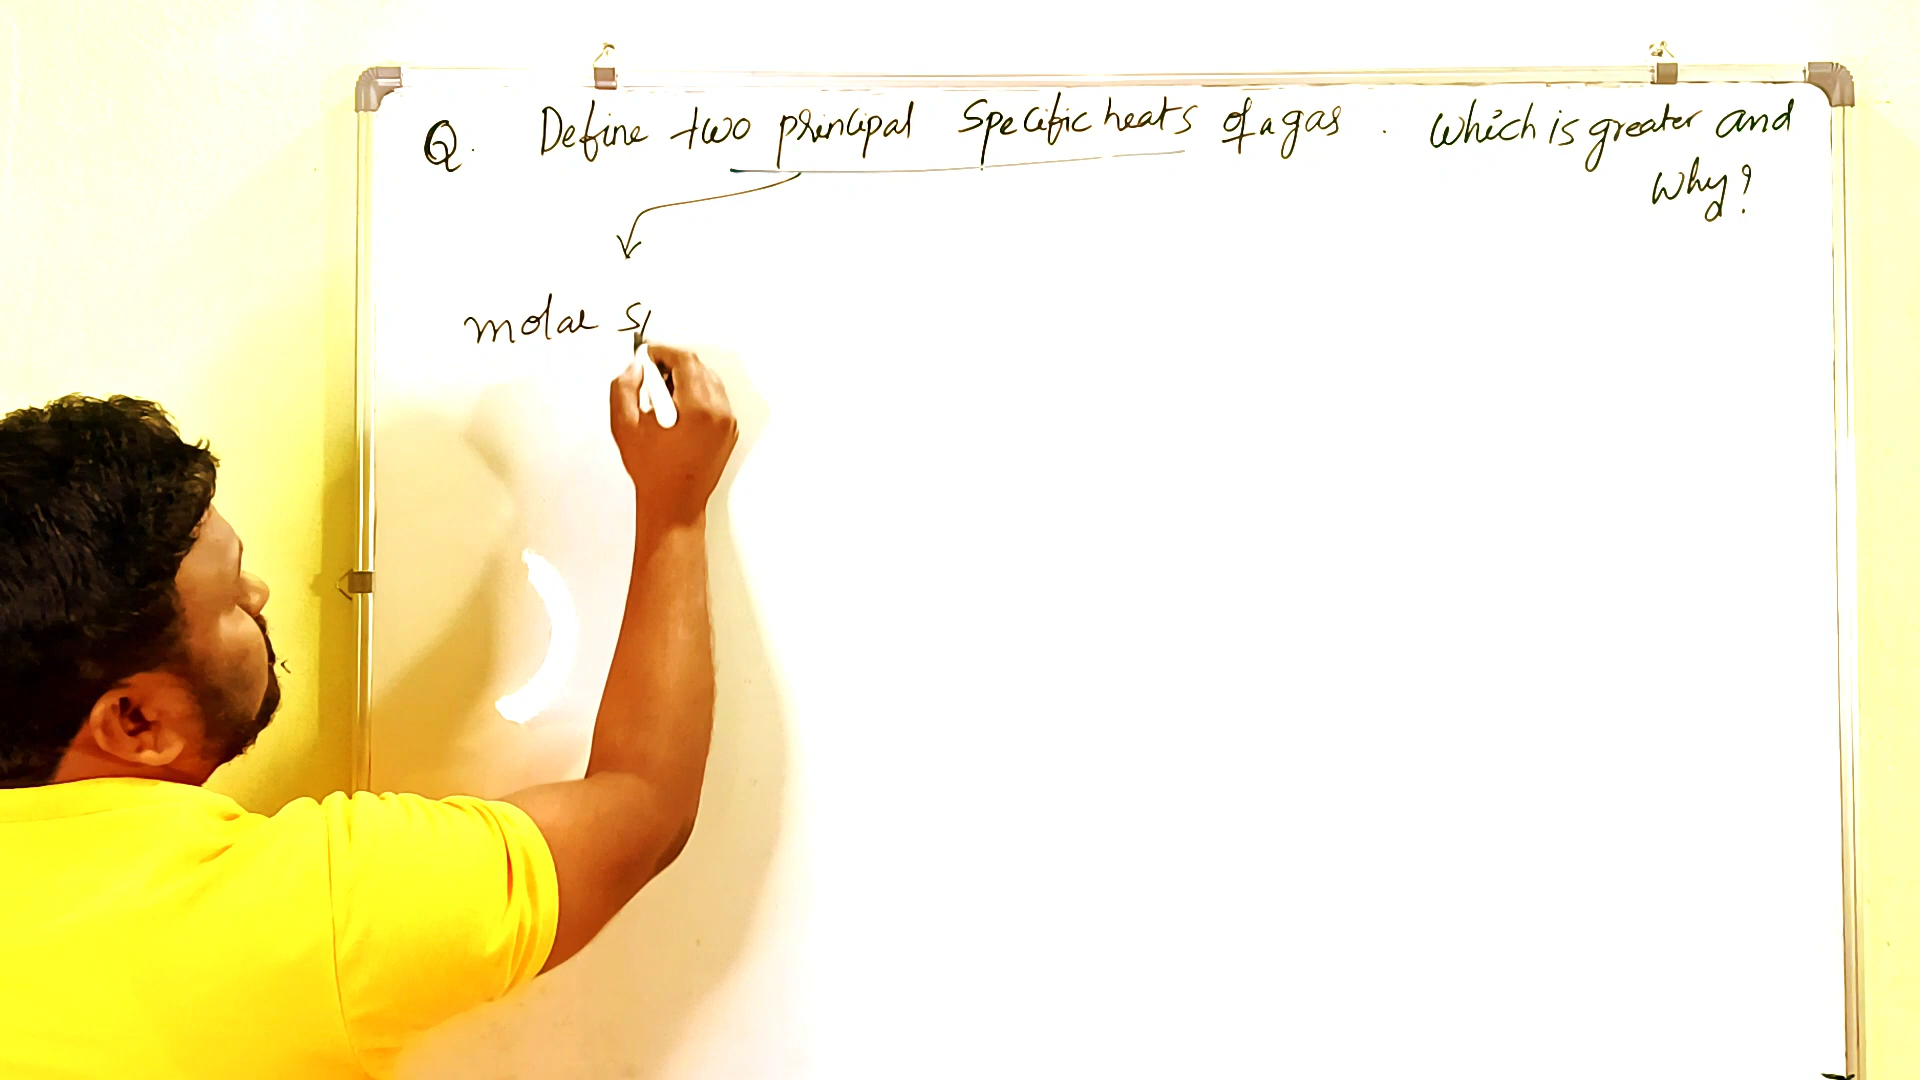 Q. Define two principal Specific heats of a gas. Which is greater and
Why?
molar